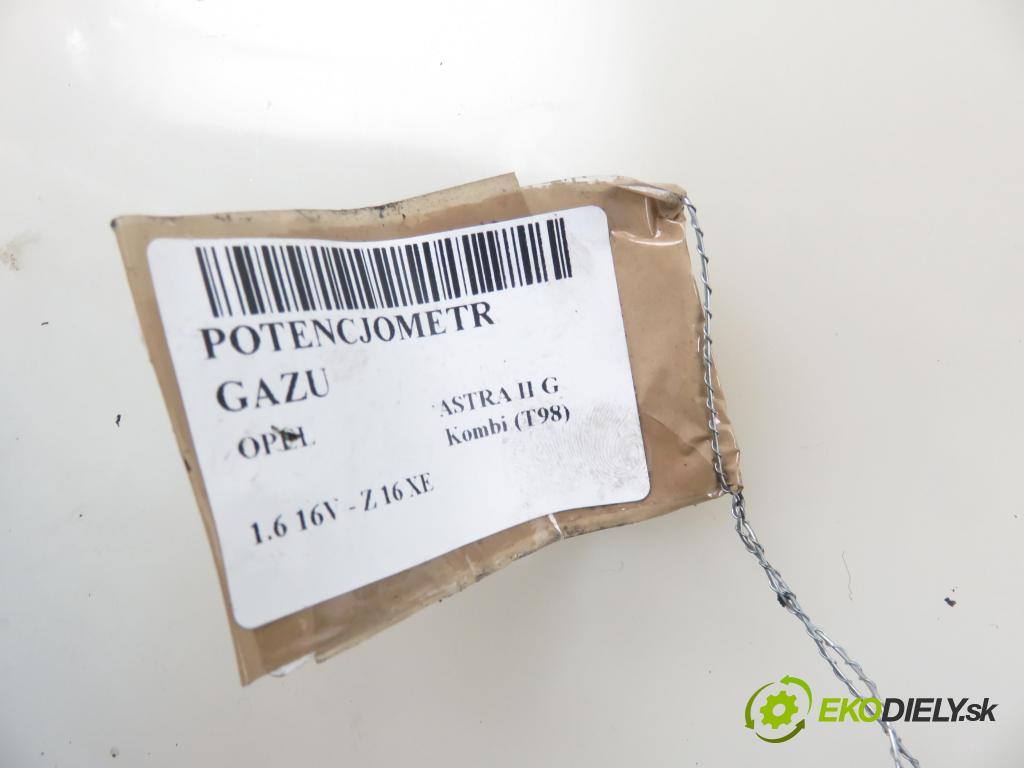 POTENCJOMETR
GAZU
OPEL
ASTRA II G
Kombi (T98)
1.6 16V - Z 16 XE
EKODIELY.sk